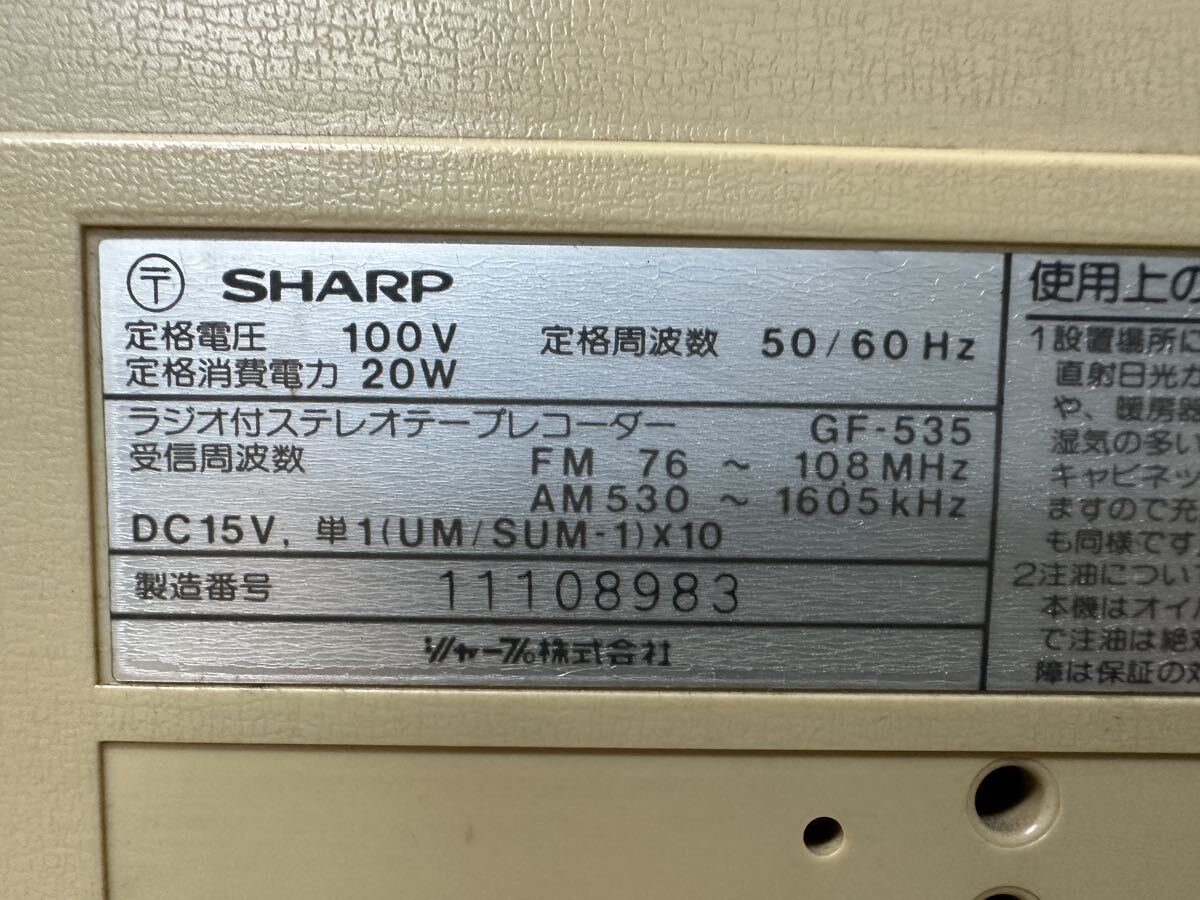 〒 SHARP
定格電圧 100V 定格周波数 50/60Hz
定格消費電力 20W
ラジオ付ステレオテープレコーダー GF-535
受信周波数 FM 76 ~ 108MHz
AM 530 ~ 1605kHz
DC15V, 単1(UM/SUM-1)X10
製造番号 11108983
シャープ株式会社
使用上の
1設置場所に
直射日光が
や、暖房器
湿気の多い
キャビネッ
ますので充
も同様です
2注油につい
本機はオイ
で注油は絶
障は保証の対